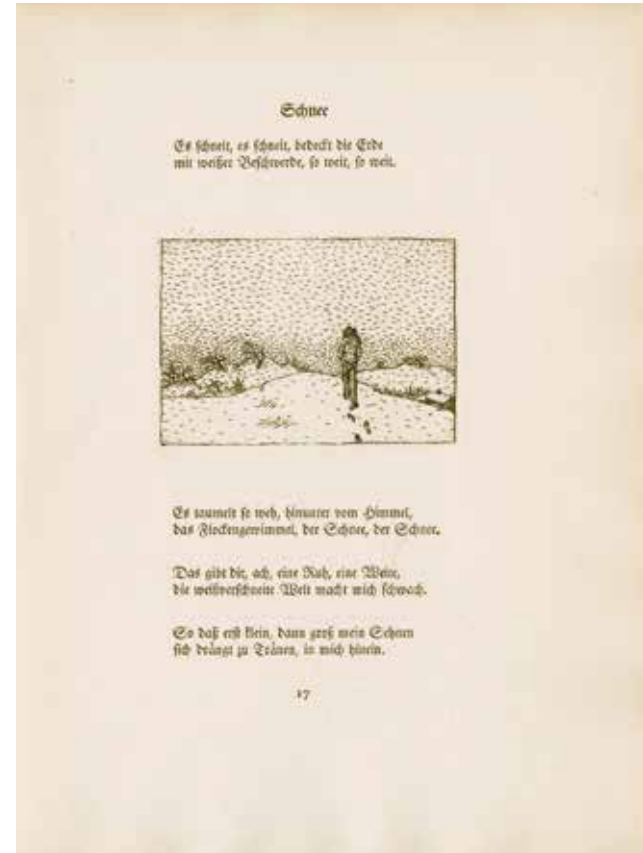 Schnee
Es schneit, es schneit, bedeckt die Erde
mit weißer Beschwerde, so weit, so weit.
Es taumelt so weh, hinunter vom Himmel,
das Flockengewimmel, der Schnee, der Schnee.
Das gibt dir, ach, eine Ruh, eine Weite,
die weißverschneite Welt macht mich schwach.
So daß erst klein, dann groß mein Sehnen
sich drängt zu Tränen, in mich hinein.
17